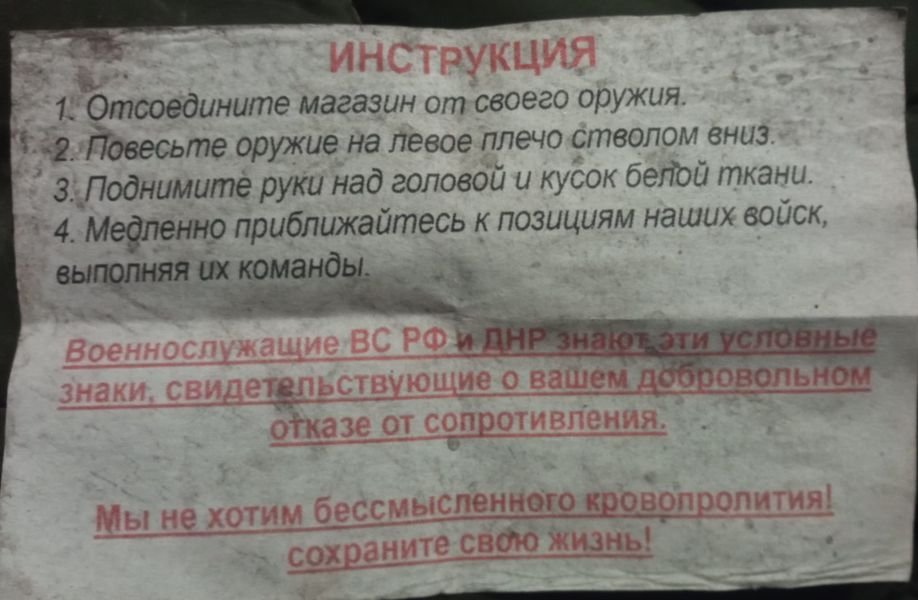 ИНСТРУКЦИЯ
1. Отсоедините магазин от своего оружия.
2. Повесьте оружие на левое плечо стволом вниз.
3. Поднимите руки над головой и кусок белой ткани.
4. Медленно приближайтесь к позициям наших войск,
выполняя их команды.
Военнослужащие ВС РФ и ДНР знают эти условные
знаки, свидетельствующие о вашем добровольном
отказе от сопротивления.
Мы не хотим бессмысленного кровопролития!
сохраните свою жизнь!